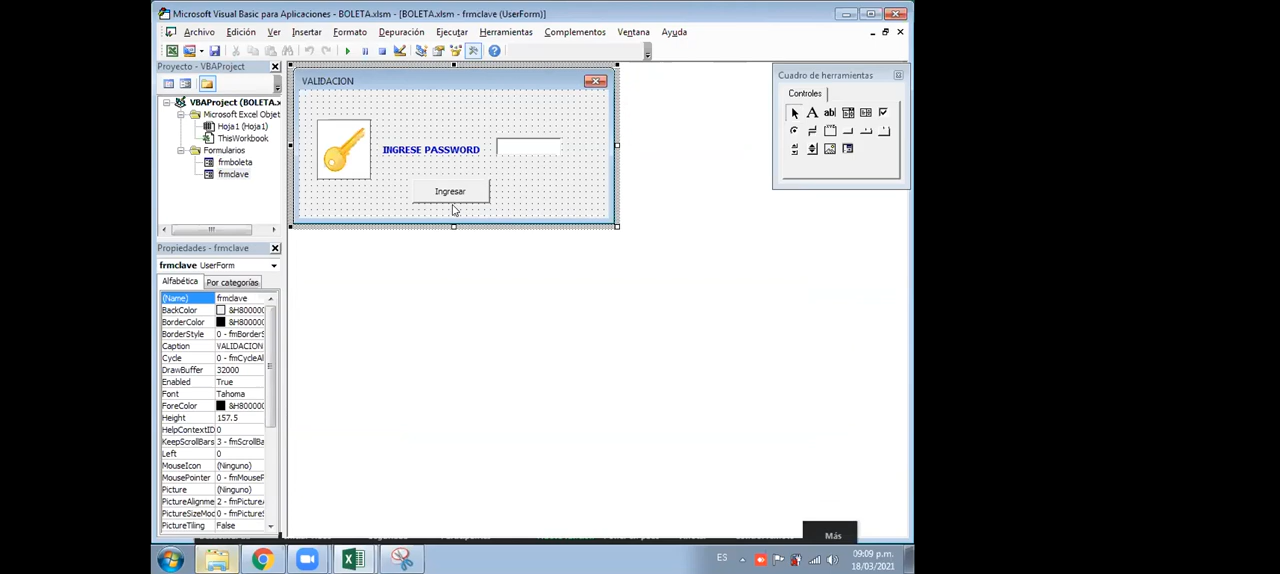 Microsoft Visual Basic para Aplicaciones - BOLETA.xlsm - [BOLETA.xlsm - frmclave (UserForm)]
Archivo Edición Ver Insertar Formato Depuración Ejecutar Herramientas Complementos Ventana Ayuda
Proyecto - VBAProject
VBAProject (BOLETA.x
Microsoft Excel Objet
Hoja1 (Hoja1)
ThisWorkbook
Formularios
frmboleta
frmclave
VALIDACION
INGRESE PASSWORD
Ingresar
Cuadro de herramientas
Controles
A ab|
Propiedades - frmclave
frmclave UserForm
Alfabética Por categorías
(Name) frmclave
BackColor &H800000
BorderColor &H800000
BorderStyle 0 - fmBorderS
Caption VALIDACION
Cycle 0 - fmCycleAl
DrawBuffer 32000
Enabled True
Font Tahoma
ForeColor &H800000
Height 157.5
HelpContextID 0
KeepScrollBars 3 - fmScrollBa
Left 0
MouseIcon (Ninguno)
MousePointer 0 - fmMouseP
Picture (Ninguno)
PictureAlignme 2 - fmPictureA
PictureSizeMod 0 - fmPictureS
PictureTiling False
Más
ES
09:09 p.m.
18/03/2021